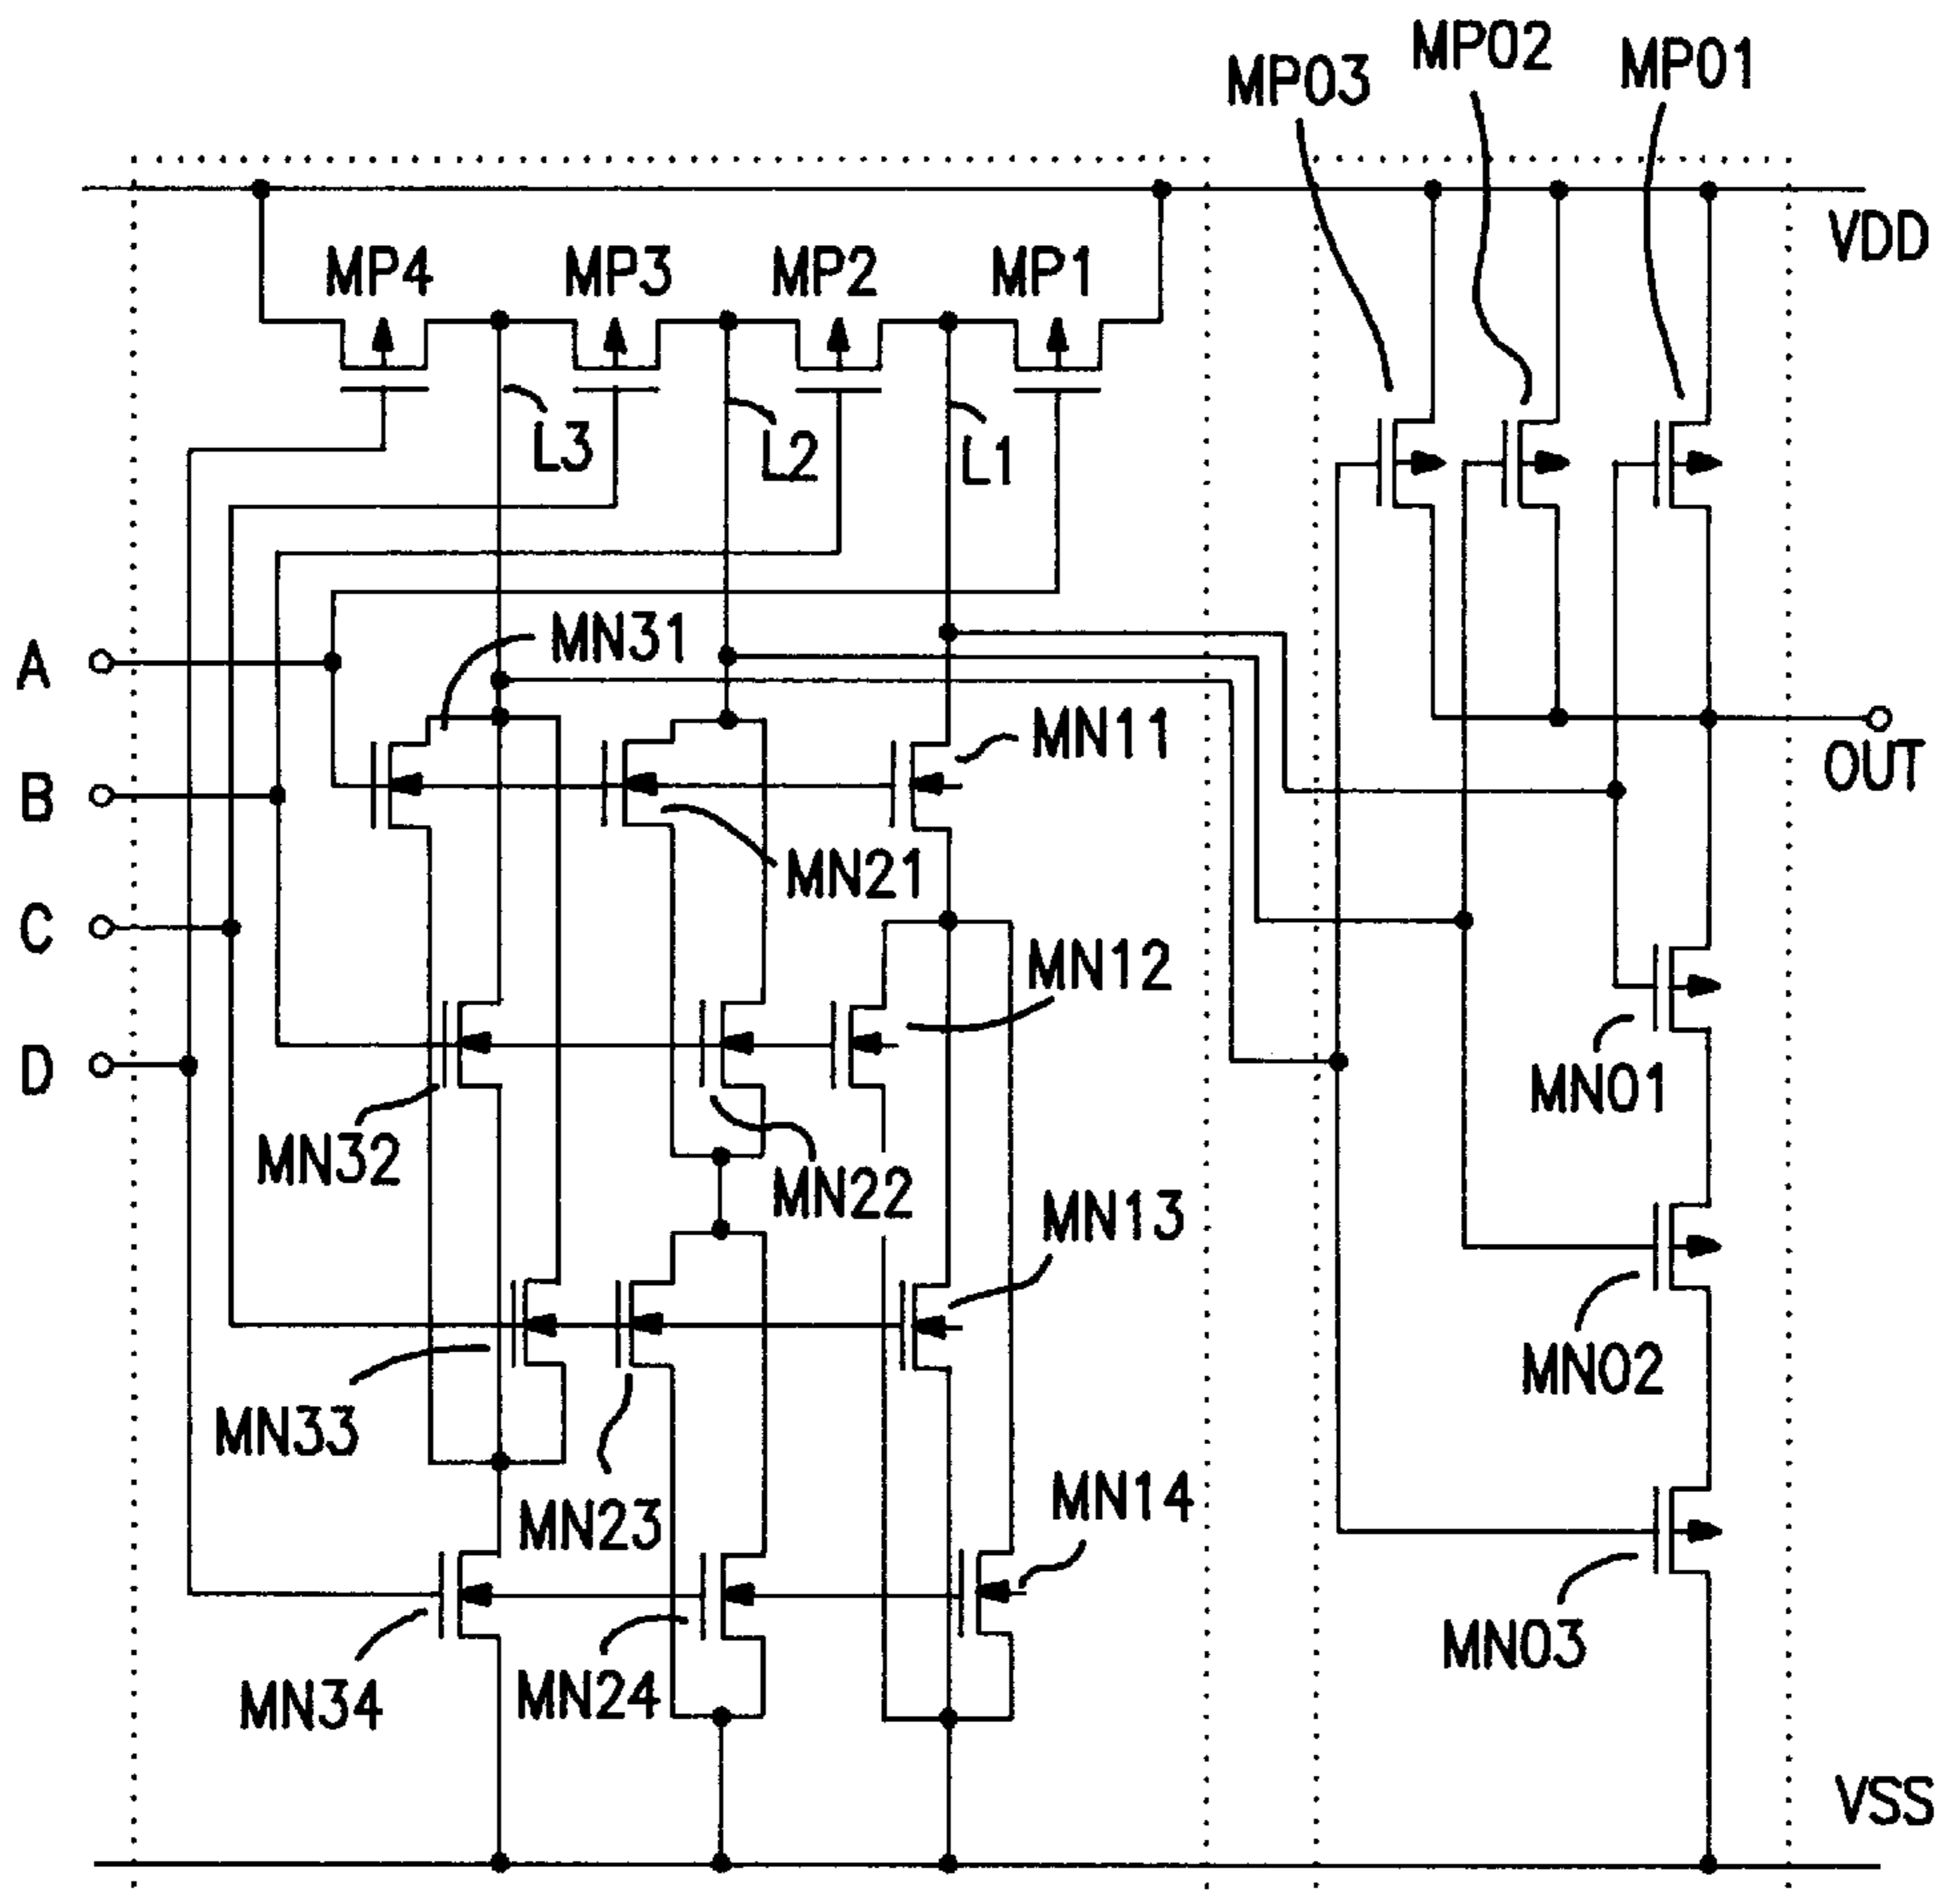 MP03
MP02
MP01
VDD
MP4
MP3
MP2
MP1
L3
L2
L1
A
MN31
MN11
OUT
B
MN21
C
MN12
D
MN01
MN32
MN22
MN13
MN02
MN33
MN23
MN14
MN03
MN34
MN24
VSS